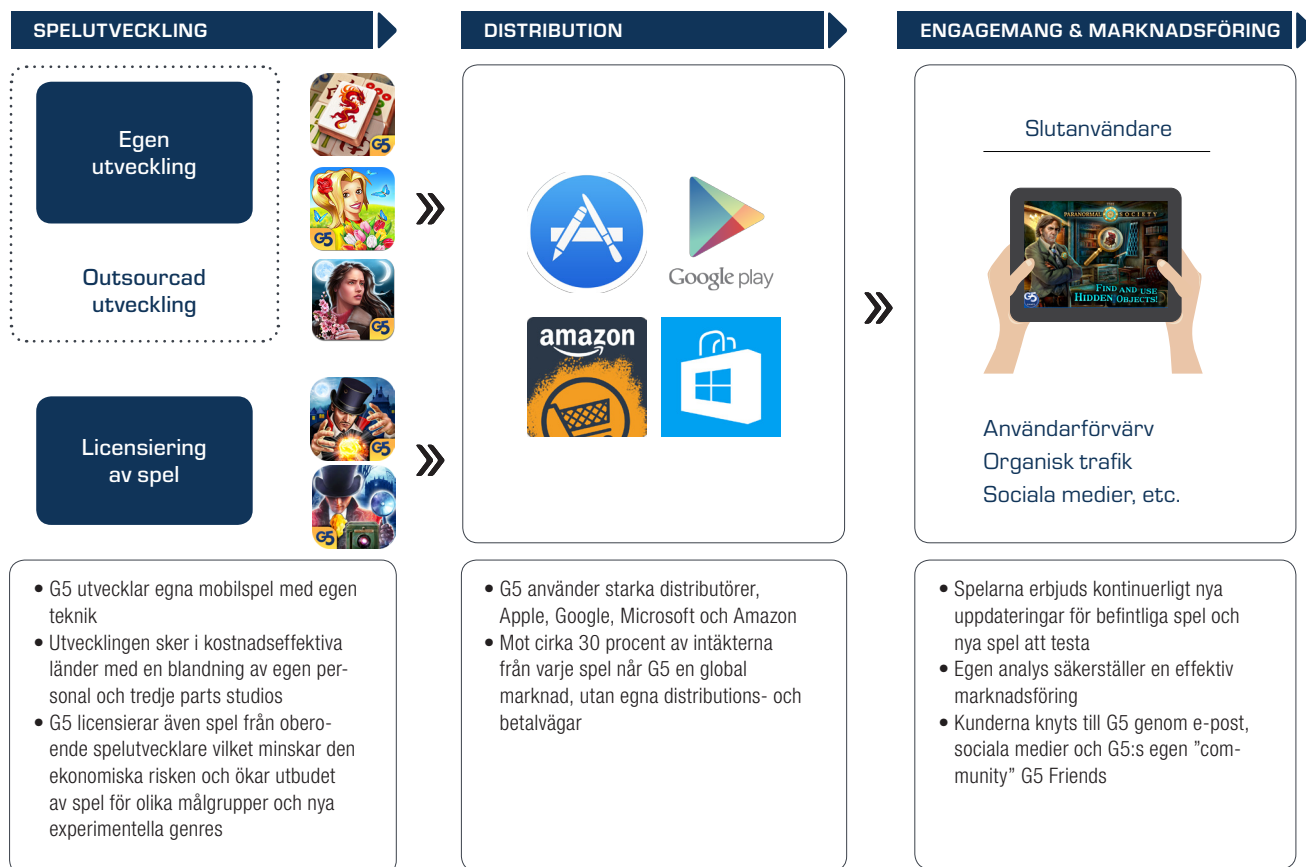 SPELUTVECKLING
Egen
utveckling
Outsourcad
utveckling
G5
G5
G5
Licensiering
av spel
G5
G5
• G5 utvecklar egna mobilspel med egen
teknik
• Utvecklingen sker i kostnadseffektiva
länder med en blandning av egen per-
sonal och tredje parts studios
• G5 licensierar även spel från obero-
ende spelutvecklare vilket minskar den
ekonomiska risken och ökar utbudet
av spel för olika målgrupper och nya
experimentella genres
DISTRIBUTION
Google play
amazon
• G5 använder starka distributörer,
Apple, Google, Microsoft och Amazon
• Mot cirka 30 procent av intäkterna
från varje spel når G5 en global
marknad, utan egna distributions- och
betalvägar
ENGAGEMANG & MARKNADSFÖRING
Slutanvändare
THE
PARANORMAL SOCIETY
FIND AND USE
HIDDEN OBJECTS!
G5
Användarförvärv
Organisk trafik
Sociala medier, etc.
• Spelarna erbjuds kontinuerligt nya
uppdateringar för befintliga spel och
nya spel att testa
• Egen analys säkerställer en effektiv
marknadsföring
• Kunderna knyts till G5 genom e-post,
sociala medier och G5:s egen ”com-
munity” G5 Friends